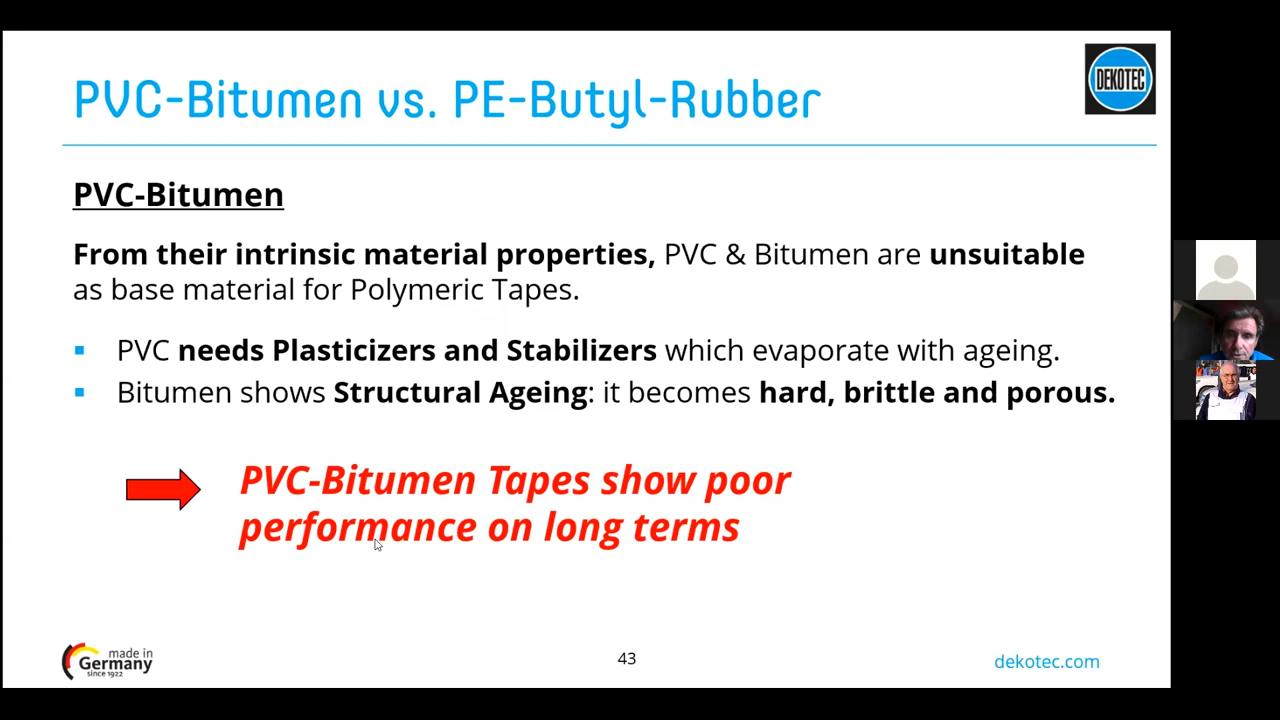 PVC-Bitumen vs. PE-Butyl-Rubber
DEKOTEC
PVC-Bitumen
From their intrinsic material properties, PVC & Bitumen are unsuitable
as base material for Polymeric Tapes.
▪ PVC needs Plasticizers and Stabilizers which evaporate with ageing.
▪ Bitumen shows Structural Ageing: it becomes hard, brittle and porous.
PVC-Bitumen Tapes show poor
performance on long terms
made in
Germany
since 1922
43
dekotec.com